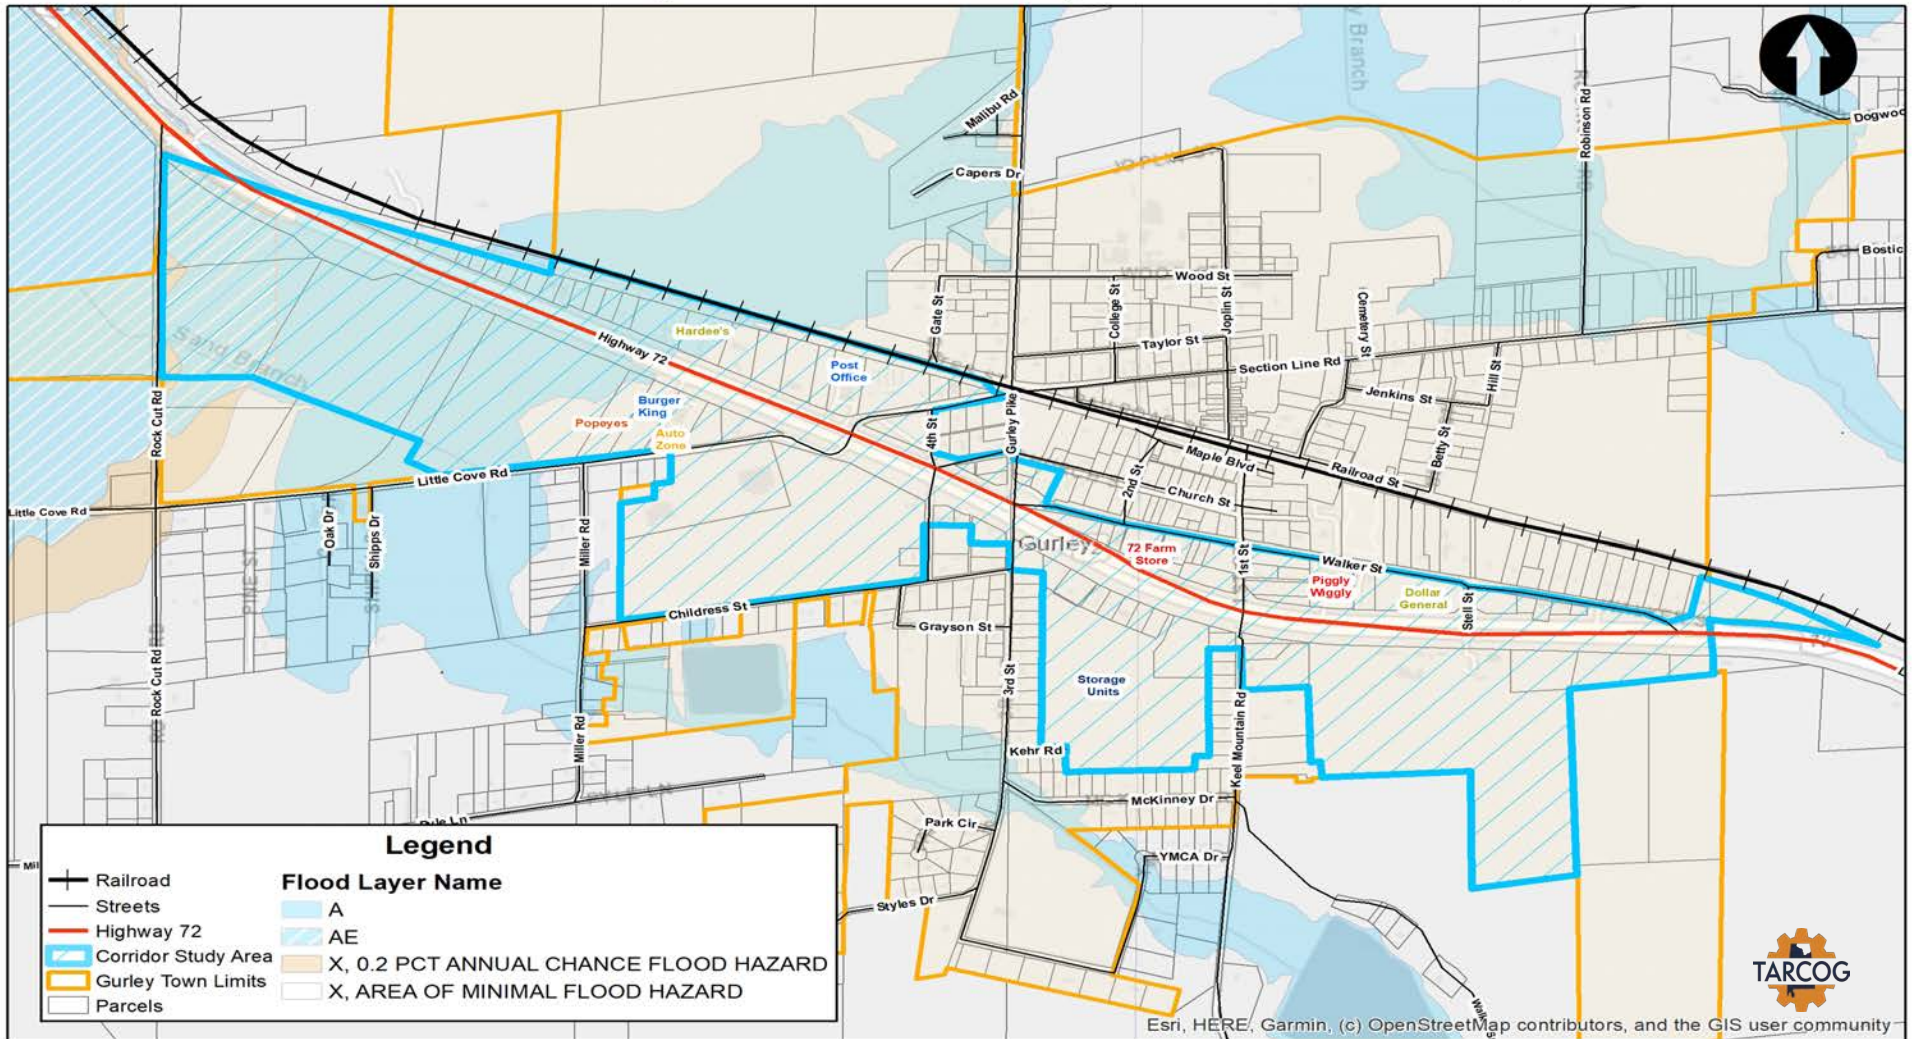 Malibu Rd
Capers Dr
Robinson Rd
Dogwoo
Bostic
JOPLIN ST
Wood St
Gate St
College St
Joplin St
Taylor St
Cemetery St
Section Line Rd
Hill St
Jenkins St
Betty St
Sand Branch
Hardee's
Highway 72
Post
Office
Burger
King
Popeyes
Auto
Zone
4th St
Gurley Pike
Maple Blvd
Railroad St
2nd St
Church St
Rock Cut Rd
Little Cove Rd
Little Cove Rd
Oak Dr
Shipps Dr
Miller Rd
PINE ST
Gurley
72 Farm
Store
1st St
Walker St
Piggly
Wiggly
Dollar
General
Stell St
Childress St
Grayson St
3rd St
Rock Cut Rd
Miller Rd
Storage
Units
Keel Mountain Rd
Kehr Rd
McKinney Dr
Park Cir
YMCA Dr
Styles Dr
Legend
Railroad
Streets
Highway 72
Corridor Study Area
Gurley Town Limits
Parcels
Flood Layer Name
A
AE
X, 0.2 PCT ANNUAL CHANCE FLOOD HAZARD
X, AREA OF MINIMAL FLOOD HAZARD
TARCOG
Esri, HERE, Garmin, (c) OpenStreetMap contributors, and the GIS user community